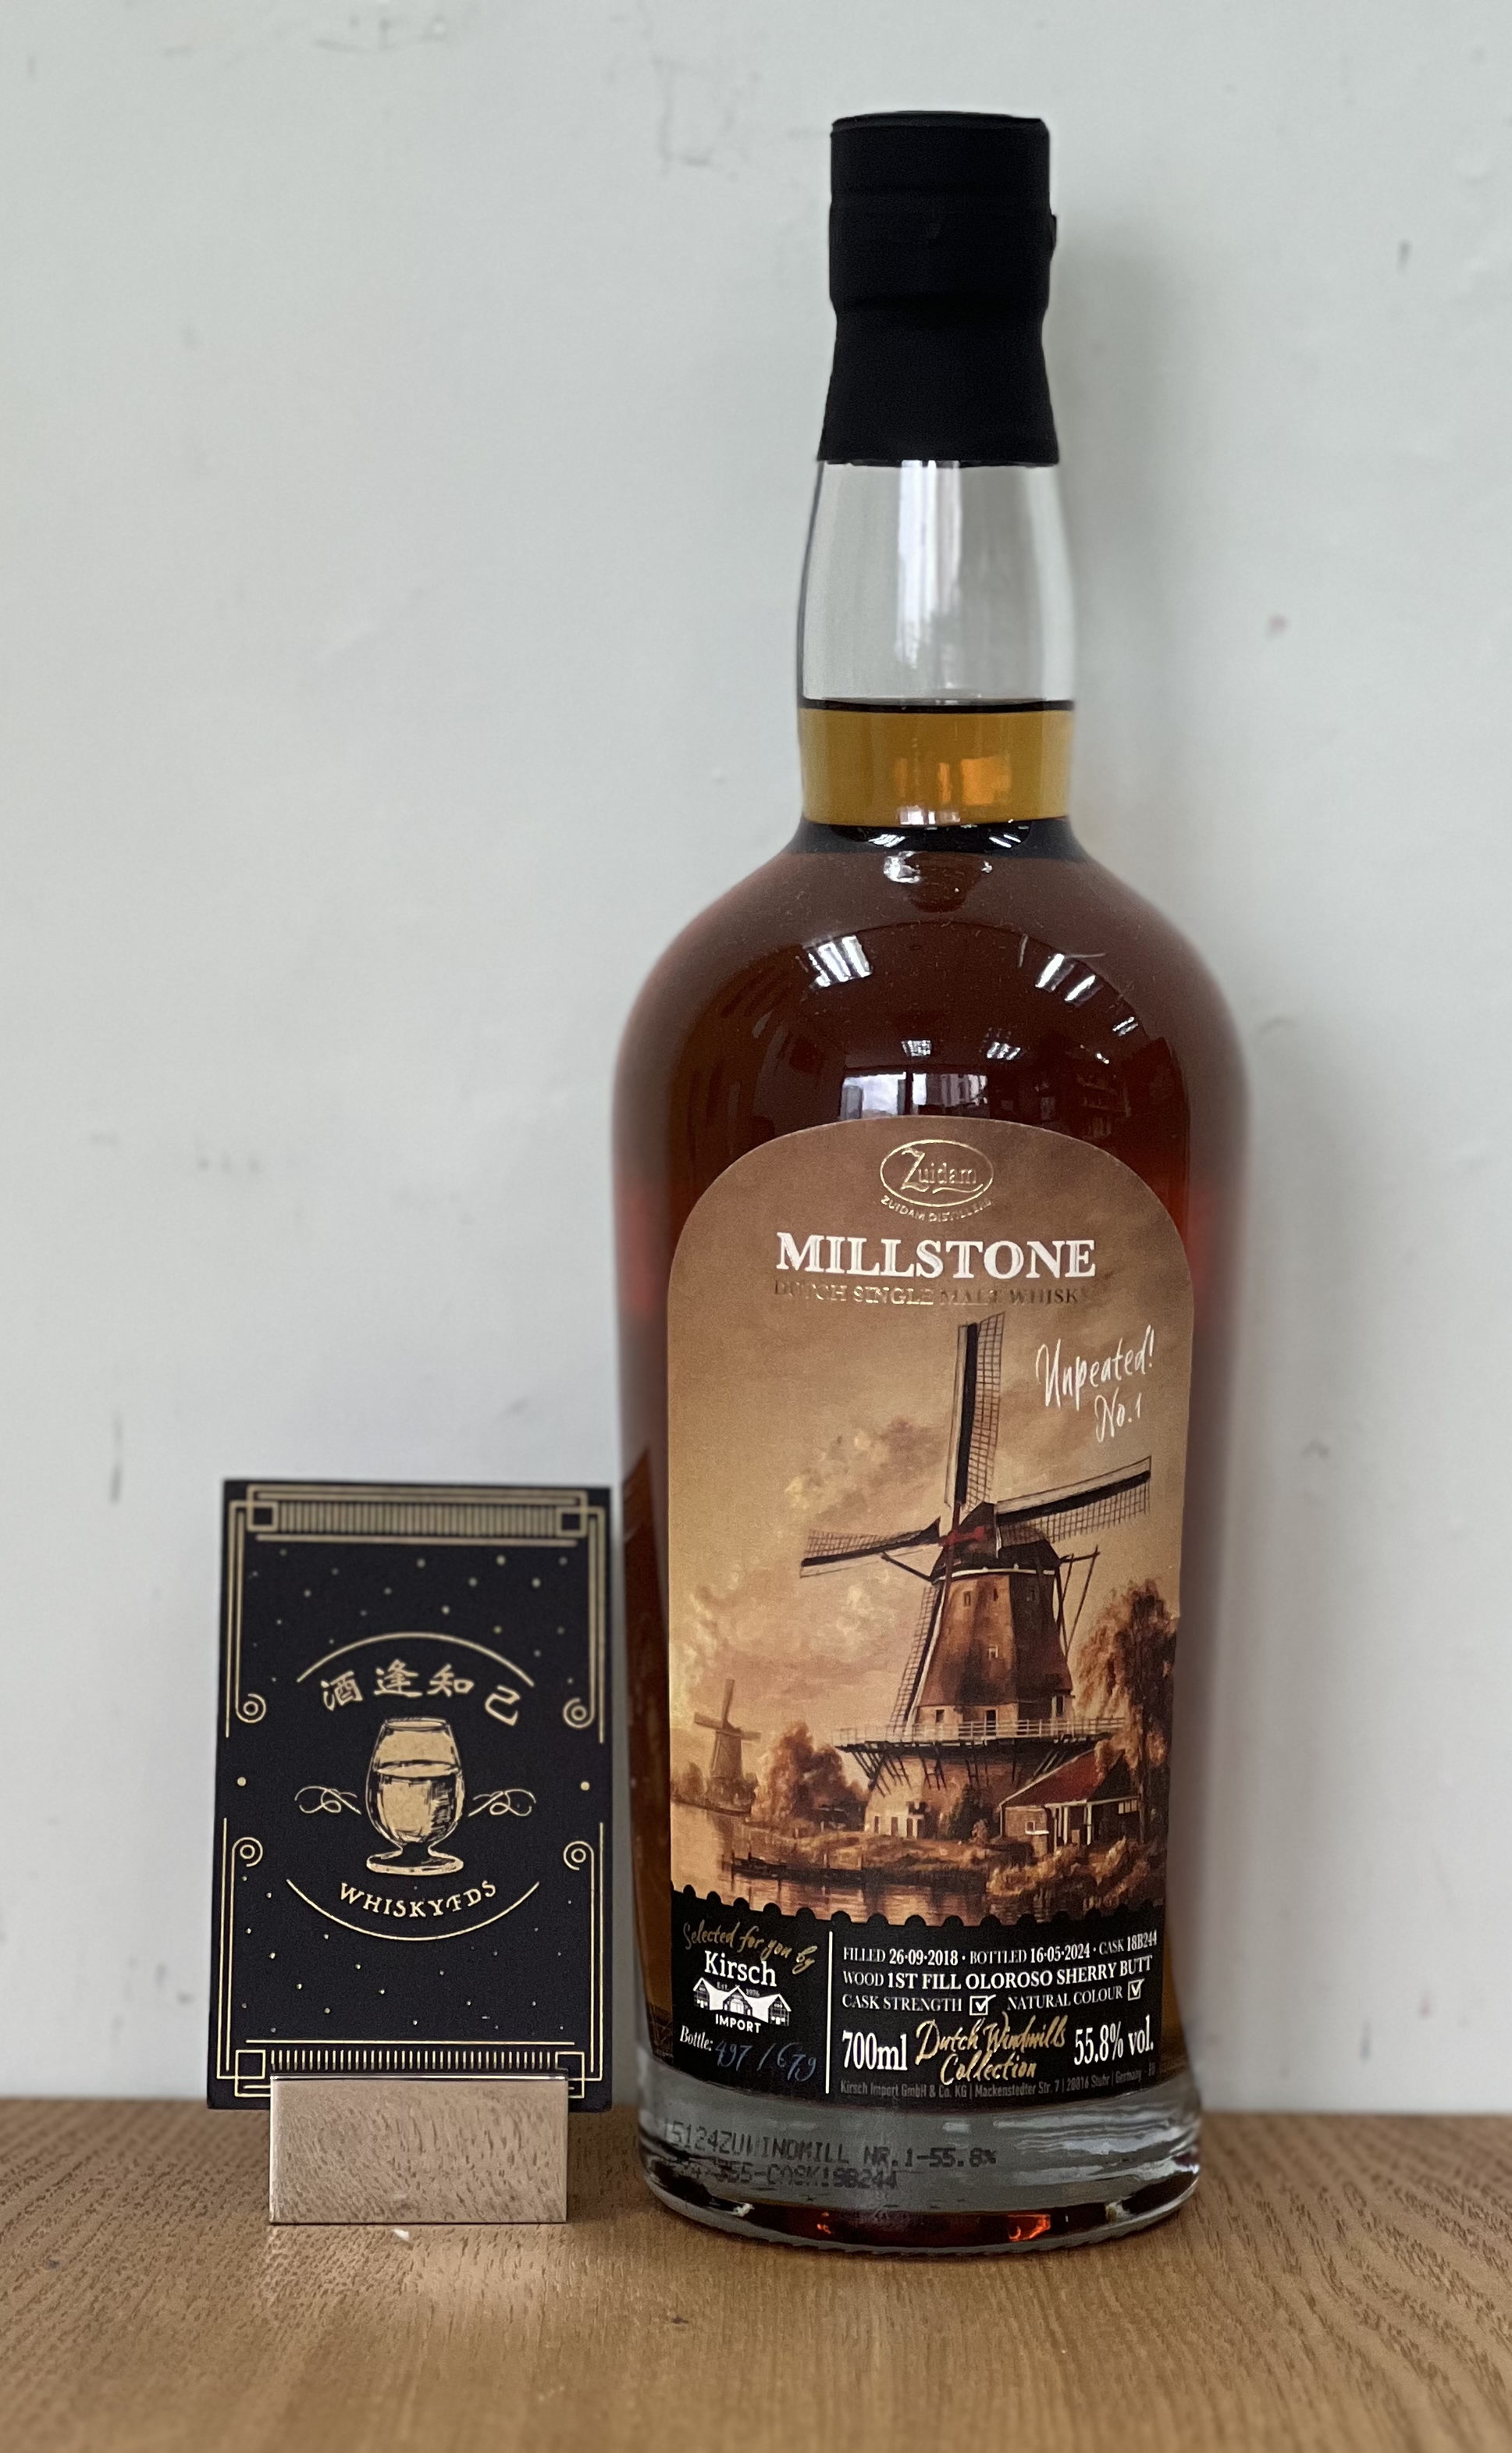 酒逢知己
WHISKYFDS
Zuidam
ZUIDAM DISTILLERS
MILLSTONE
DUTCH SINGLE MALT WHISKY
Unpeated!
No.1
Selected for you by
Kirsch
IMPORT
Bottle: 497 / 679
FILLED 26·09·2018 · BOTTLED 16·05·2024 · CASK 18B244
WOOD 1ST FILL OLOROSO SHERRY BUTT
CASK STRENGTH ☑ NATURAL COLOUR ☑
700ml Dutch Windmills Collection 55.8% vol.
Kirsch Import GmbH & Co. KG | Mackenstedter Str. 7 | 28816 Stuhr | Germany
5124ZUWINDMILL NR.1-55.8%